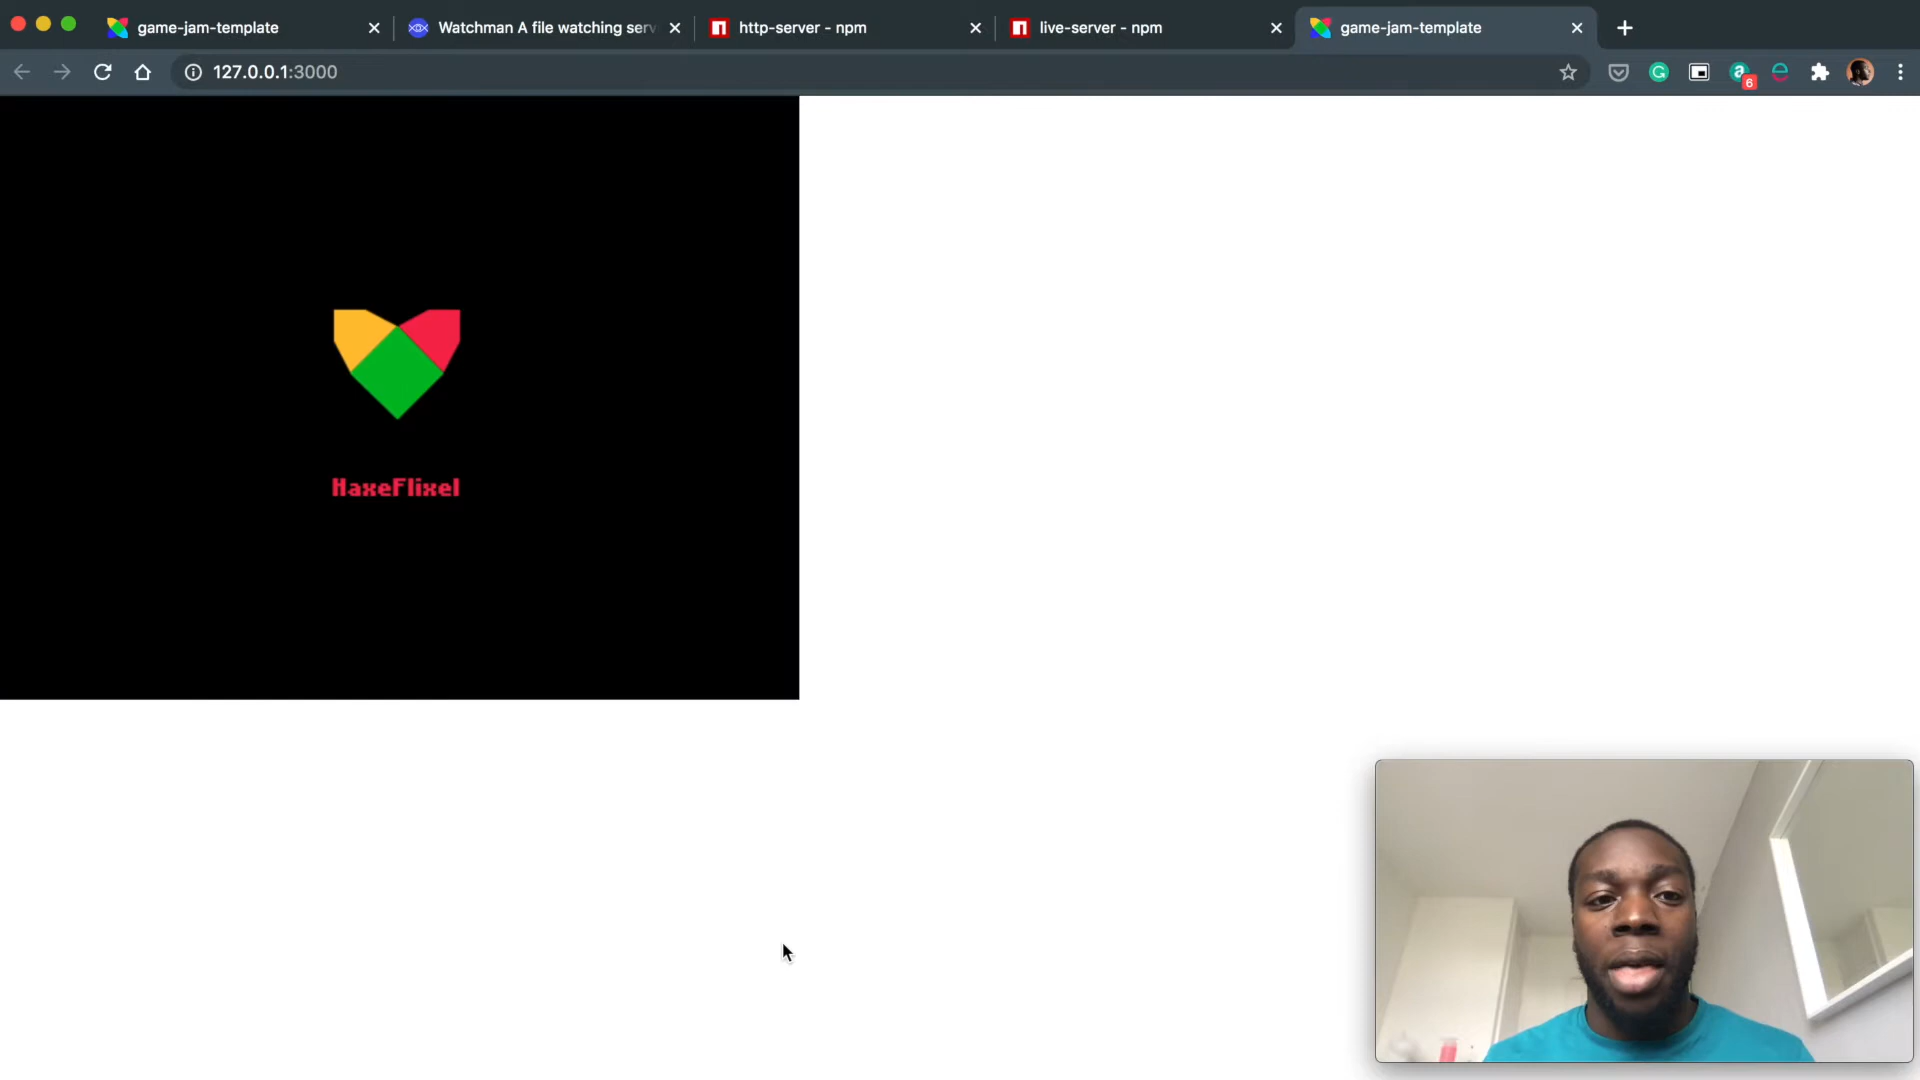 game-jam-template
Watchman A file watching serv
http-server - npm
live-server - npm
game-jam-template
127.0.0.1:3000
6
HaxeFlixel